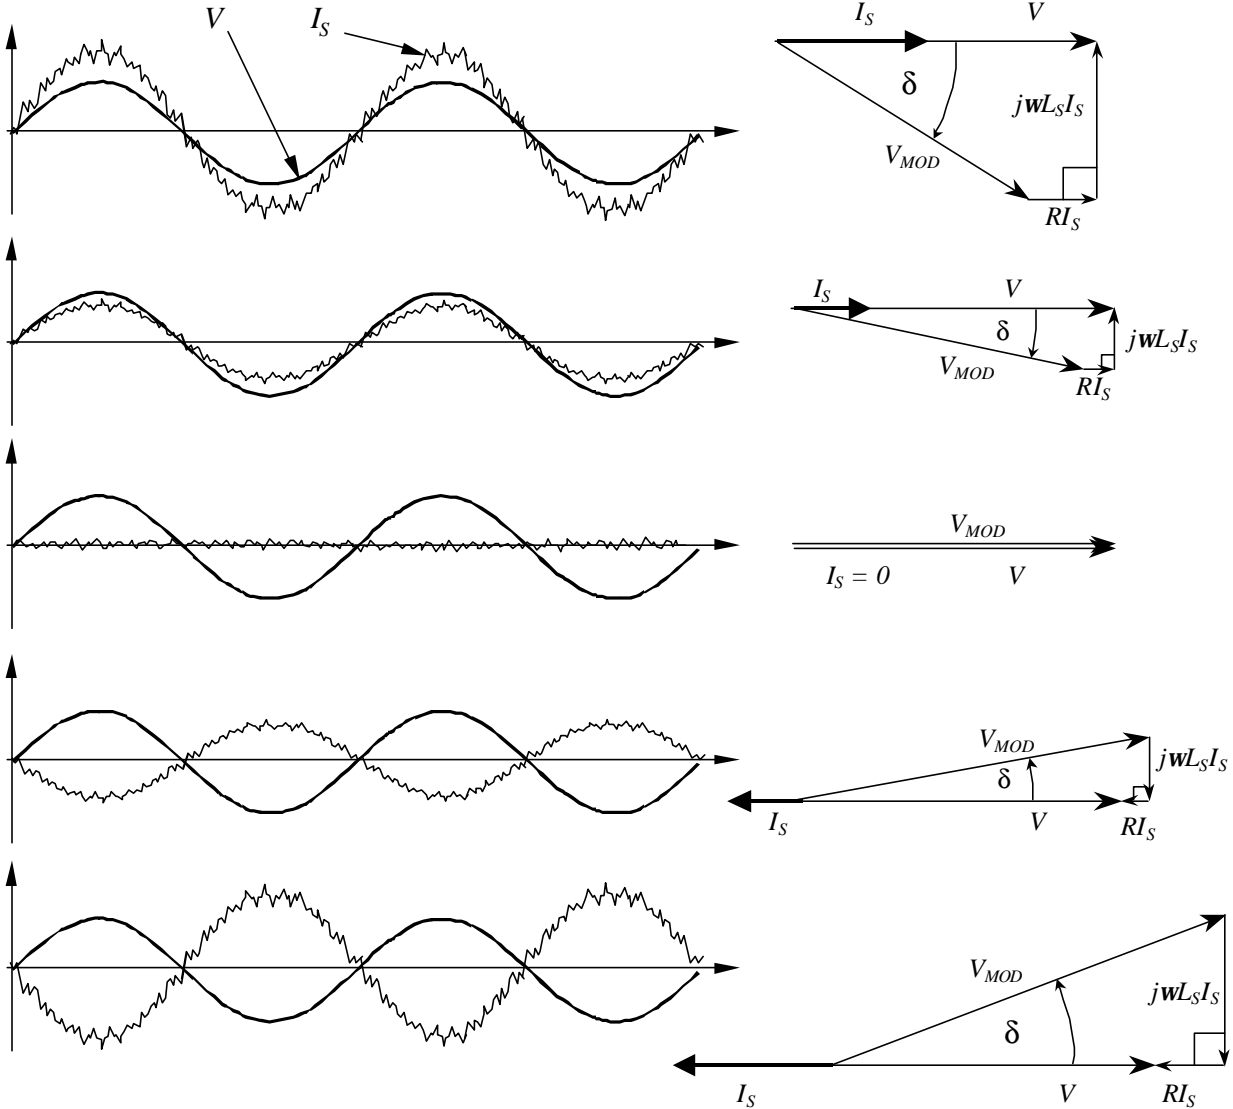 V
I_S
I_S
V
δ
jwL_SI_S
V_MOD
RI_S
I_S
V
δ
jwL_SI_S
V_MOD
RI_S
V_MOD
I_S = 0
V
V_MOD
jwL_SI_S
δ
I_S
V
RI_S
V_MOD
jwL_SI_S
δ
I_S
V
RI_S